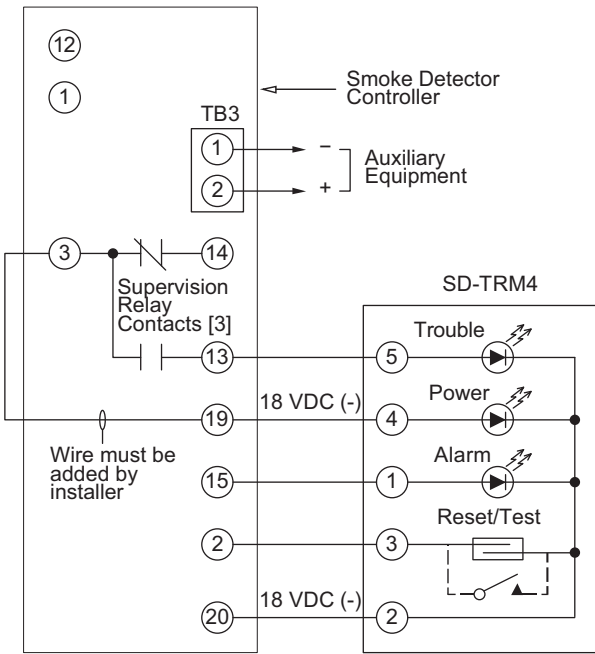 12
1
Smoke Detector
Controller
TB3
1
−
2
+
Auxiliary
Equipment
3
14
Supervision
Relay
Contacts [3]
13
19
18 VDC (-)
Wire must be
added by
installer
15
2
20
18 VDC (-)
SD-TRM4
Trouble
5
Power
4
Alarm
1
Reset/Test
3
2